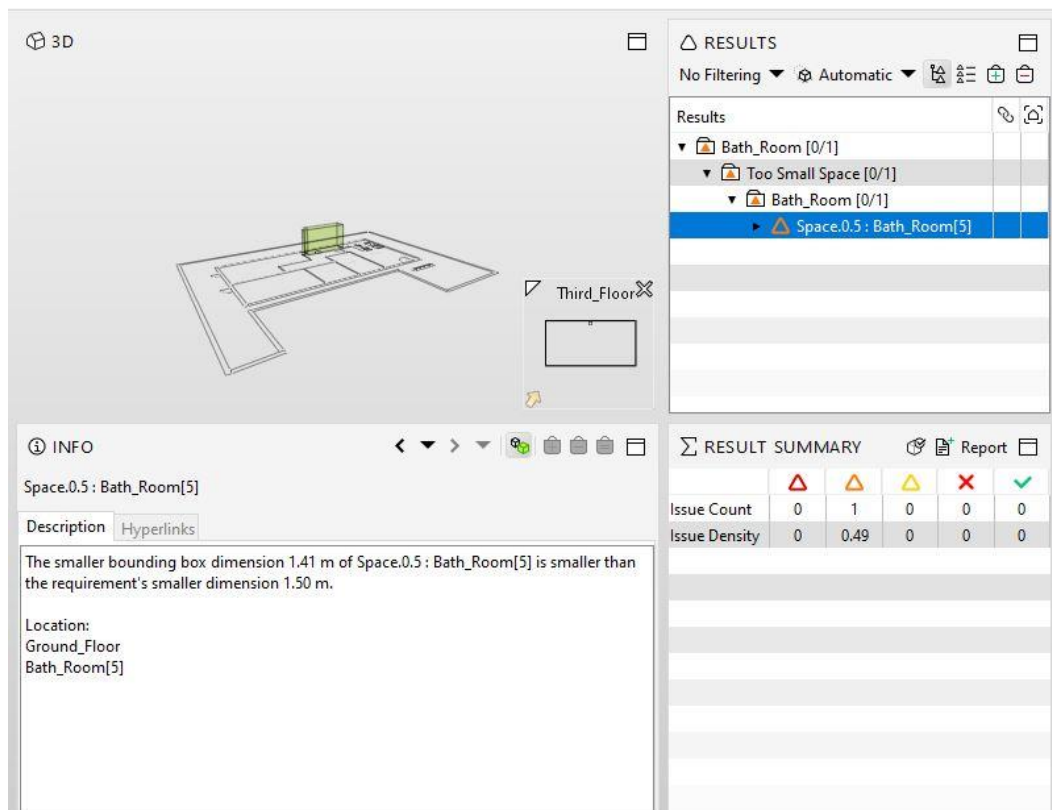 3D
Third_Floor
RESULTS
No Filtering Automatic
Results
Bath_Room [0/1]
Too Small Space [0/1]
Bath_Room [0/1]
Space.0.5 : Bath_Room[5]
INFO
Space.0.5 : Bath_Room[5]
Description Hyperlinks
The smaller bounding box dimension 1.41 m of Space.0.5 : Bath_Room[5] is smaller than
the requirement's smaller dimension 1.50 m.
Location:
Ground_Floor
Bath_Room[5]
RESULT SUMMARY Report
Issue Count 0 1 0 0 0
Issue Density 0 0.49 0 0 0